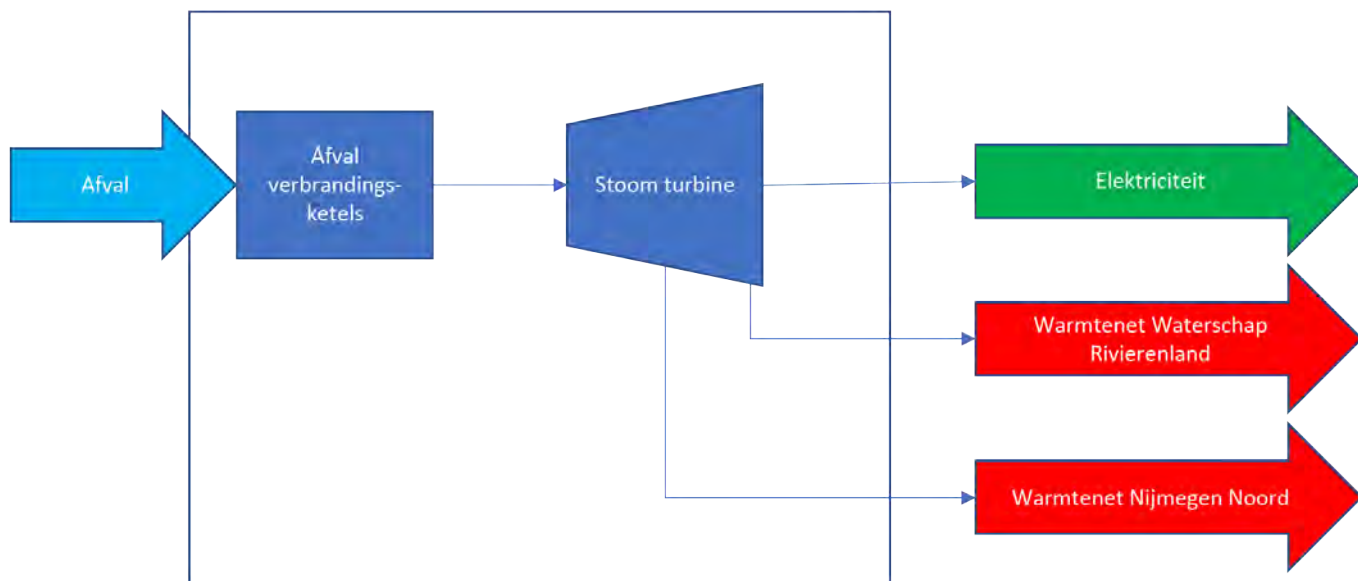 Afval
Afval
verbrandings-
ketels
Stoom turbine
Elektriciteit
Warmtenet Waterschap
Rivierenland
Warmtenet Nijmegen Noord